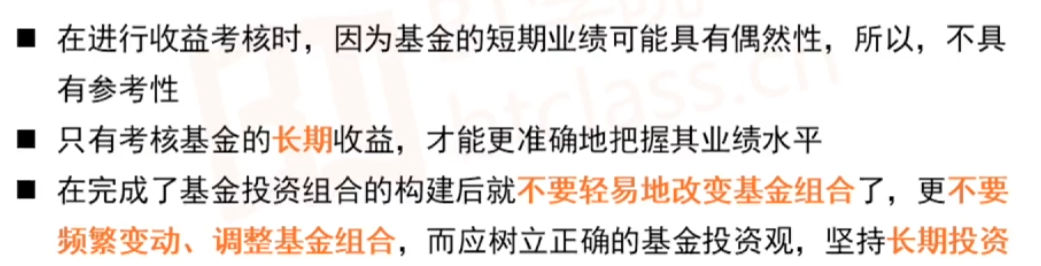 ■ 在进行收益考核时，因为基金的短期业绩可能具有偶然性，所以，不具
有参考性
■ 只有考核基金的长期收益，才能更准确地把握其业绩水平
■ 在完成了基金投资组合的构建后就不要轻易地改变基金组合了，更不要
频繁变动、调整基金组合，而应树立正确的基金投资观，坚持长期投资
btclass.cn